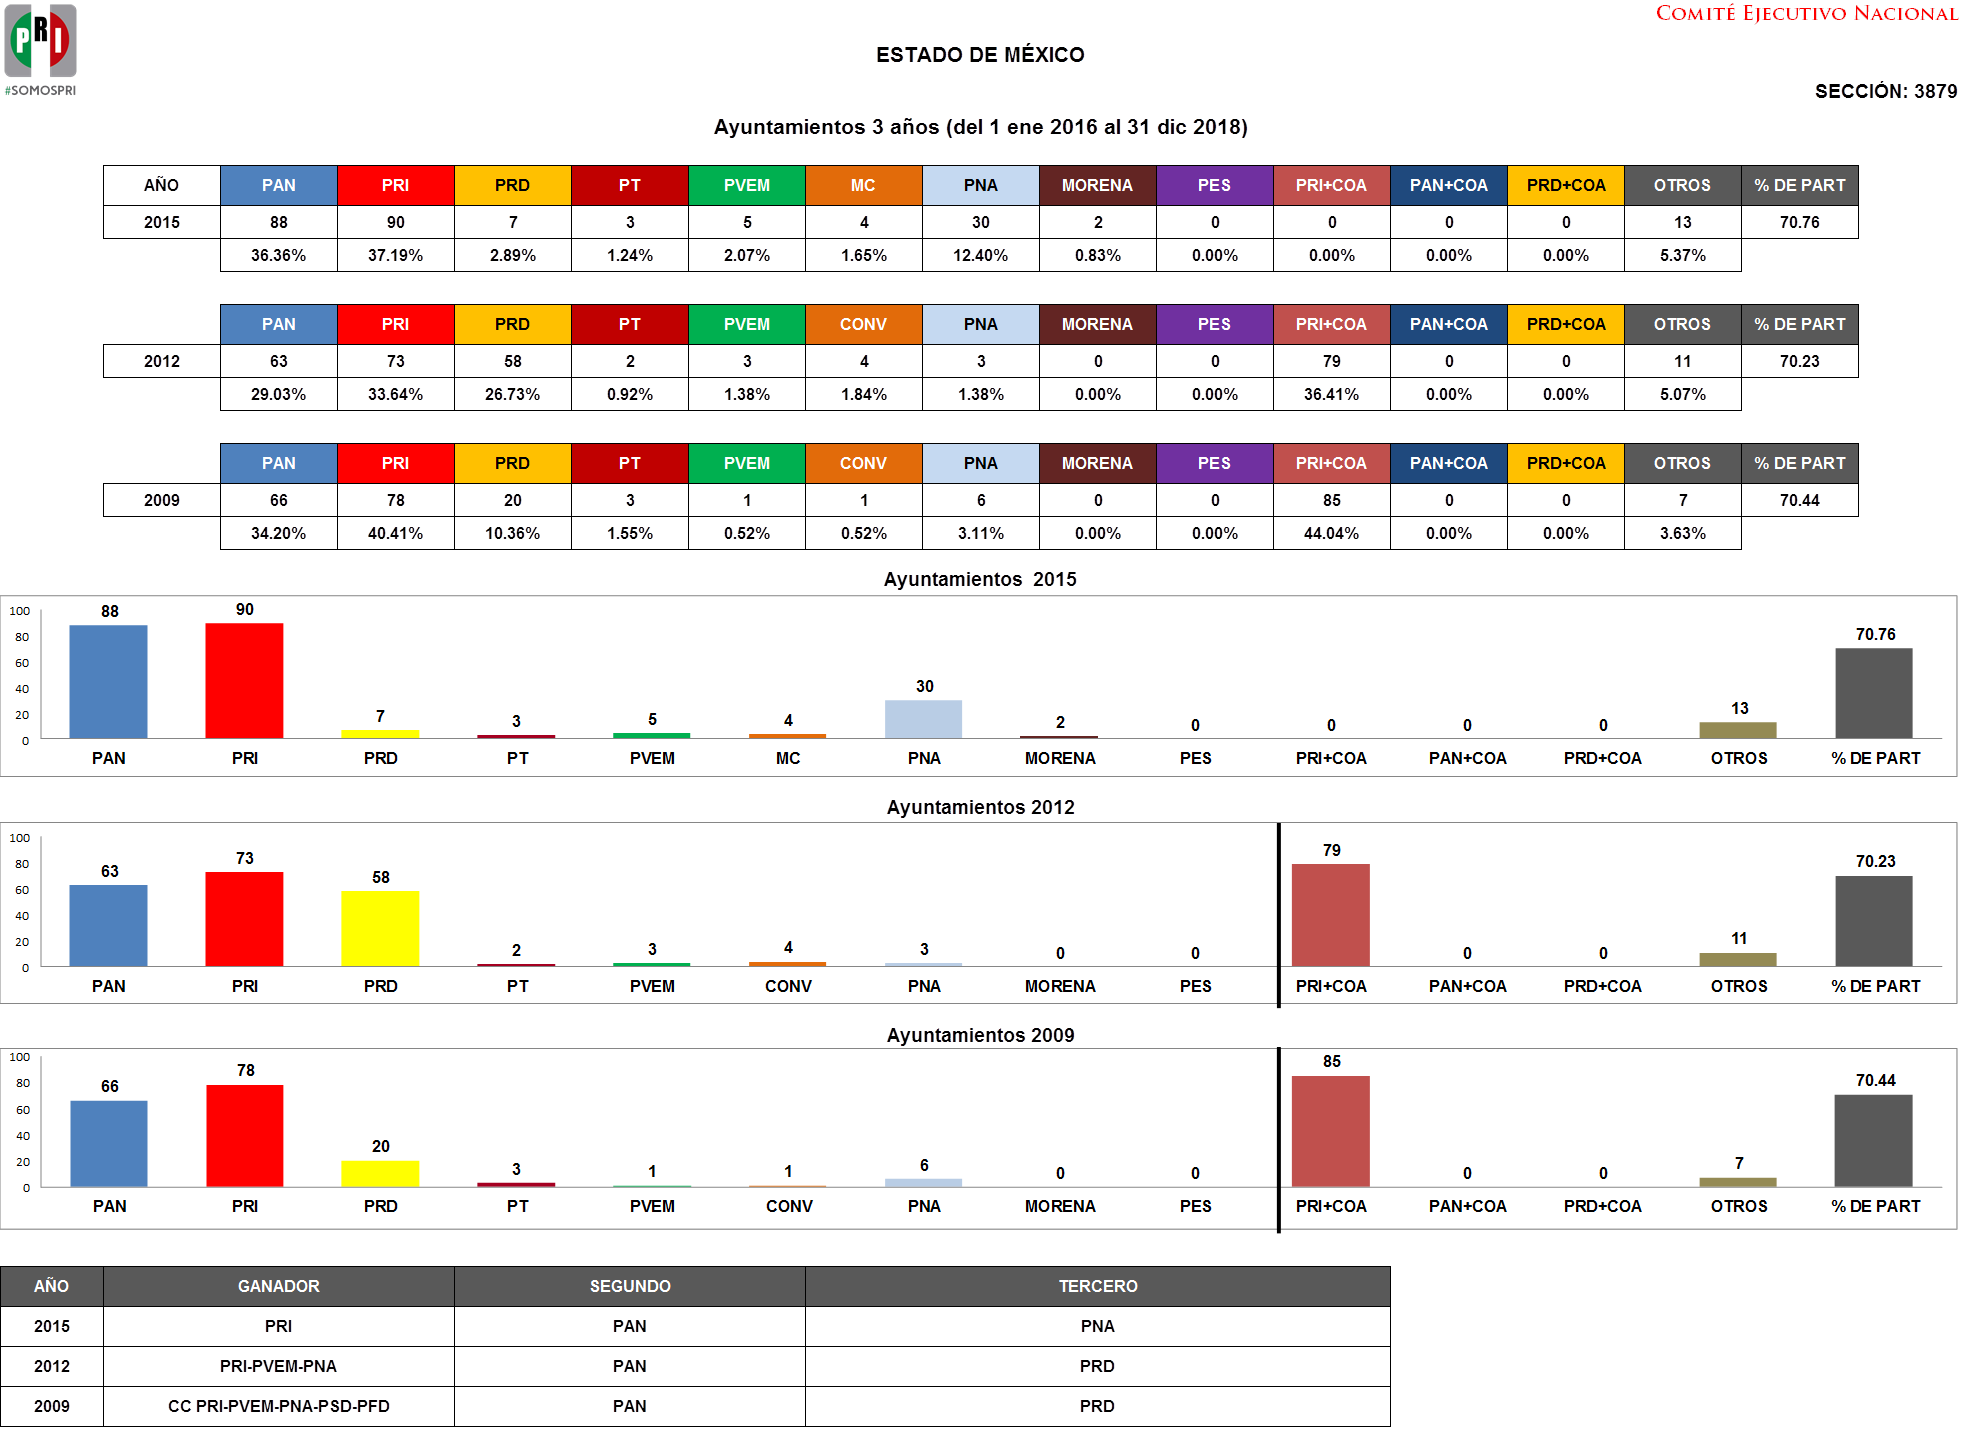 COMITÉ EJECUTIVO NACIONAL
PRI
#SOMOSPRI
ESTADO DE MÉXICO
SECCIÓN: 3879
Ayuntamientos 3 años (del 1 ene 2016 al 31 dic 2018)
AÑO PAN PRI PRD PT PVEM MC PNA MORENA PES PRI+COA PAN+COA PRD+COA OTROS % DE PART
2015 88 90 7 3 5 4 30 2 0 0 0 0 13 70.76
36.36% 37.19% 2.89% 1.24% 2.07% 1.65% 12.40% 0.83% 0.00% 0.00% 0.00% 0.00% 5.37%
PAN PRI PRD PT PVEM CONV PNA MORENA PES PRI+COA PAN+COA PRD+COA OTROS % DE PART
2012 63 73 58 2 3 4 3 0 0 79 0 0 11 70.23
29.03% 33.64% 26.73% 0.92% 1.38% 1.84% 1.38% 0.00% 0.00% 36.41% 0.00% 0.00% 5.07%
PAN PRI PRD PT PVEM CONV PNA MORENA PES PRI+COA PAN+COA PRD+COA OTROS % DE PART
2009 66 78 20 3 1 1 6 0 0 85 0 0 7 70.44
34.20% 40.41% 10.36% 1.55% 0.52% 0.52% 3.11% 0.00% 0.00% 44.04% 0.00% 0.00% 3.63%
Ayuntamientos 2015
100
80
60
40
20
0
88 90 7 3 5 4 30 2 0 0 0 0 13 70.76
PAN PRI PRD PT PVEM MC PNA MORENA PES PRI+COA PAN+COA PRD+COA OTROS % DE PART
Ayuntamientos 2012
100
80
60
40
20
0
63 73 58 2 3 4 3 0 0 79 0 0 11 70.23
PAN PRI PRD PT PVEM CONV PNA MORENA PES PRI+COA PAN+COA PRD+COA OTROS % DE PART
Ayuntamientos 2009
100
80
60
40
20
0
66 78 20 3 1 1 6 0 0 85 0 0 7 70.44
PAN PRI PRD PT PVEM CONV PNA MORENA PES PRI+COA PAN+COA PRD+COA OTROS % DE PART
AÑO GANADOR SEGUNDO TERCERO
2015 PRI PAN PNA
2012 PRI-PVEM-PNA PAN PRD
2009 CC PRI-PVEM-PNA-PSD-PFD PAN PRD